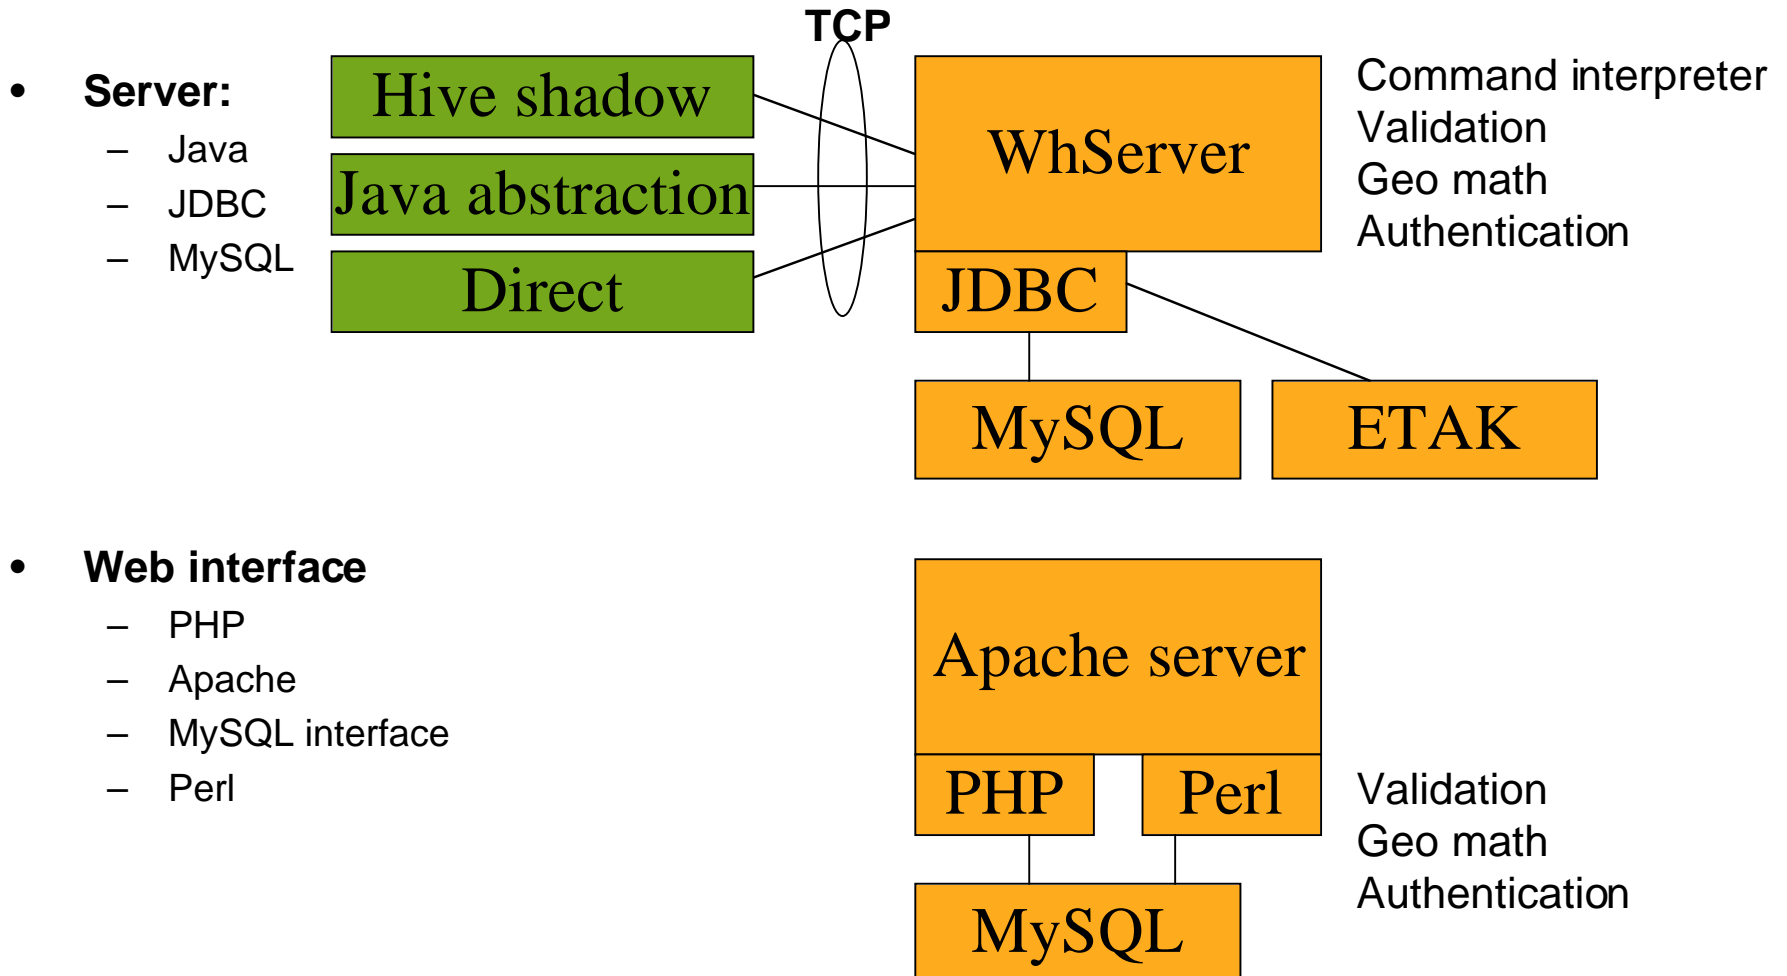 TCP
• Server:
– Java
– JDBC
– MySQL
Hive shadow
Java abstraction
Direct
WhServer
JDBC
MySQL
ETAK
Command interpreter
Validation
Geo math
Authentication
• Web interface
– PHP
– Apache
– MySQL interface
– Perl
Apache server
PHP
Perl
MySQL
Validation
Geo math
Authentication